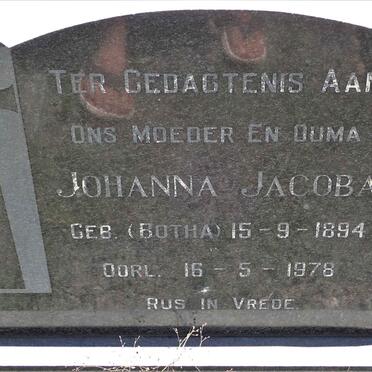 TER GEDAGTENIS AAN
ONS MOEDER EN OUMA
JOHANNA JACOBA
GEB. (BOTHA) 15-9-1894
OORL. 16-5-1978
RUS IN VREDE